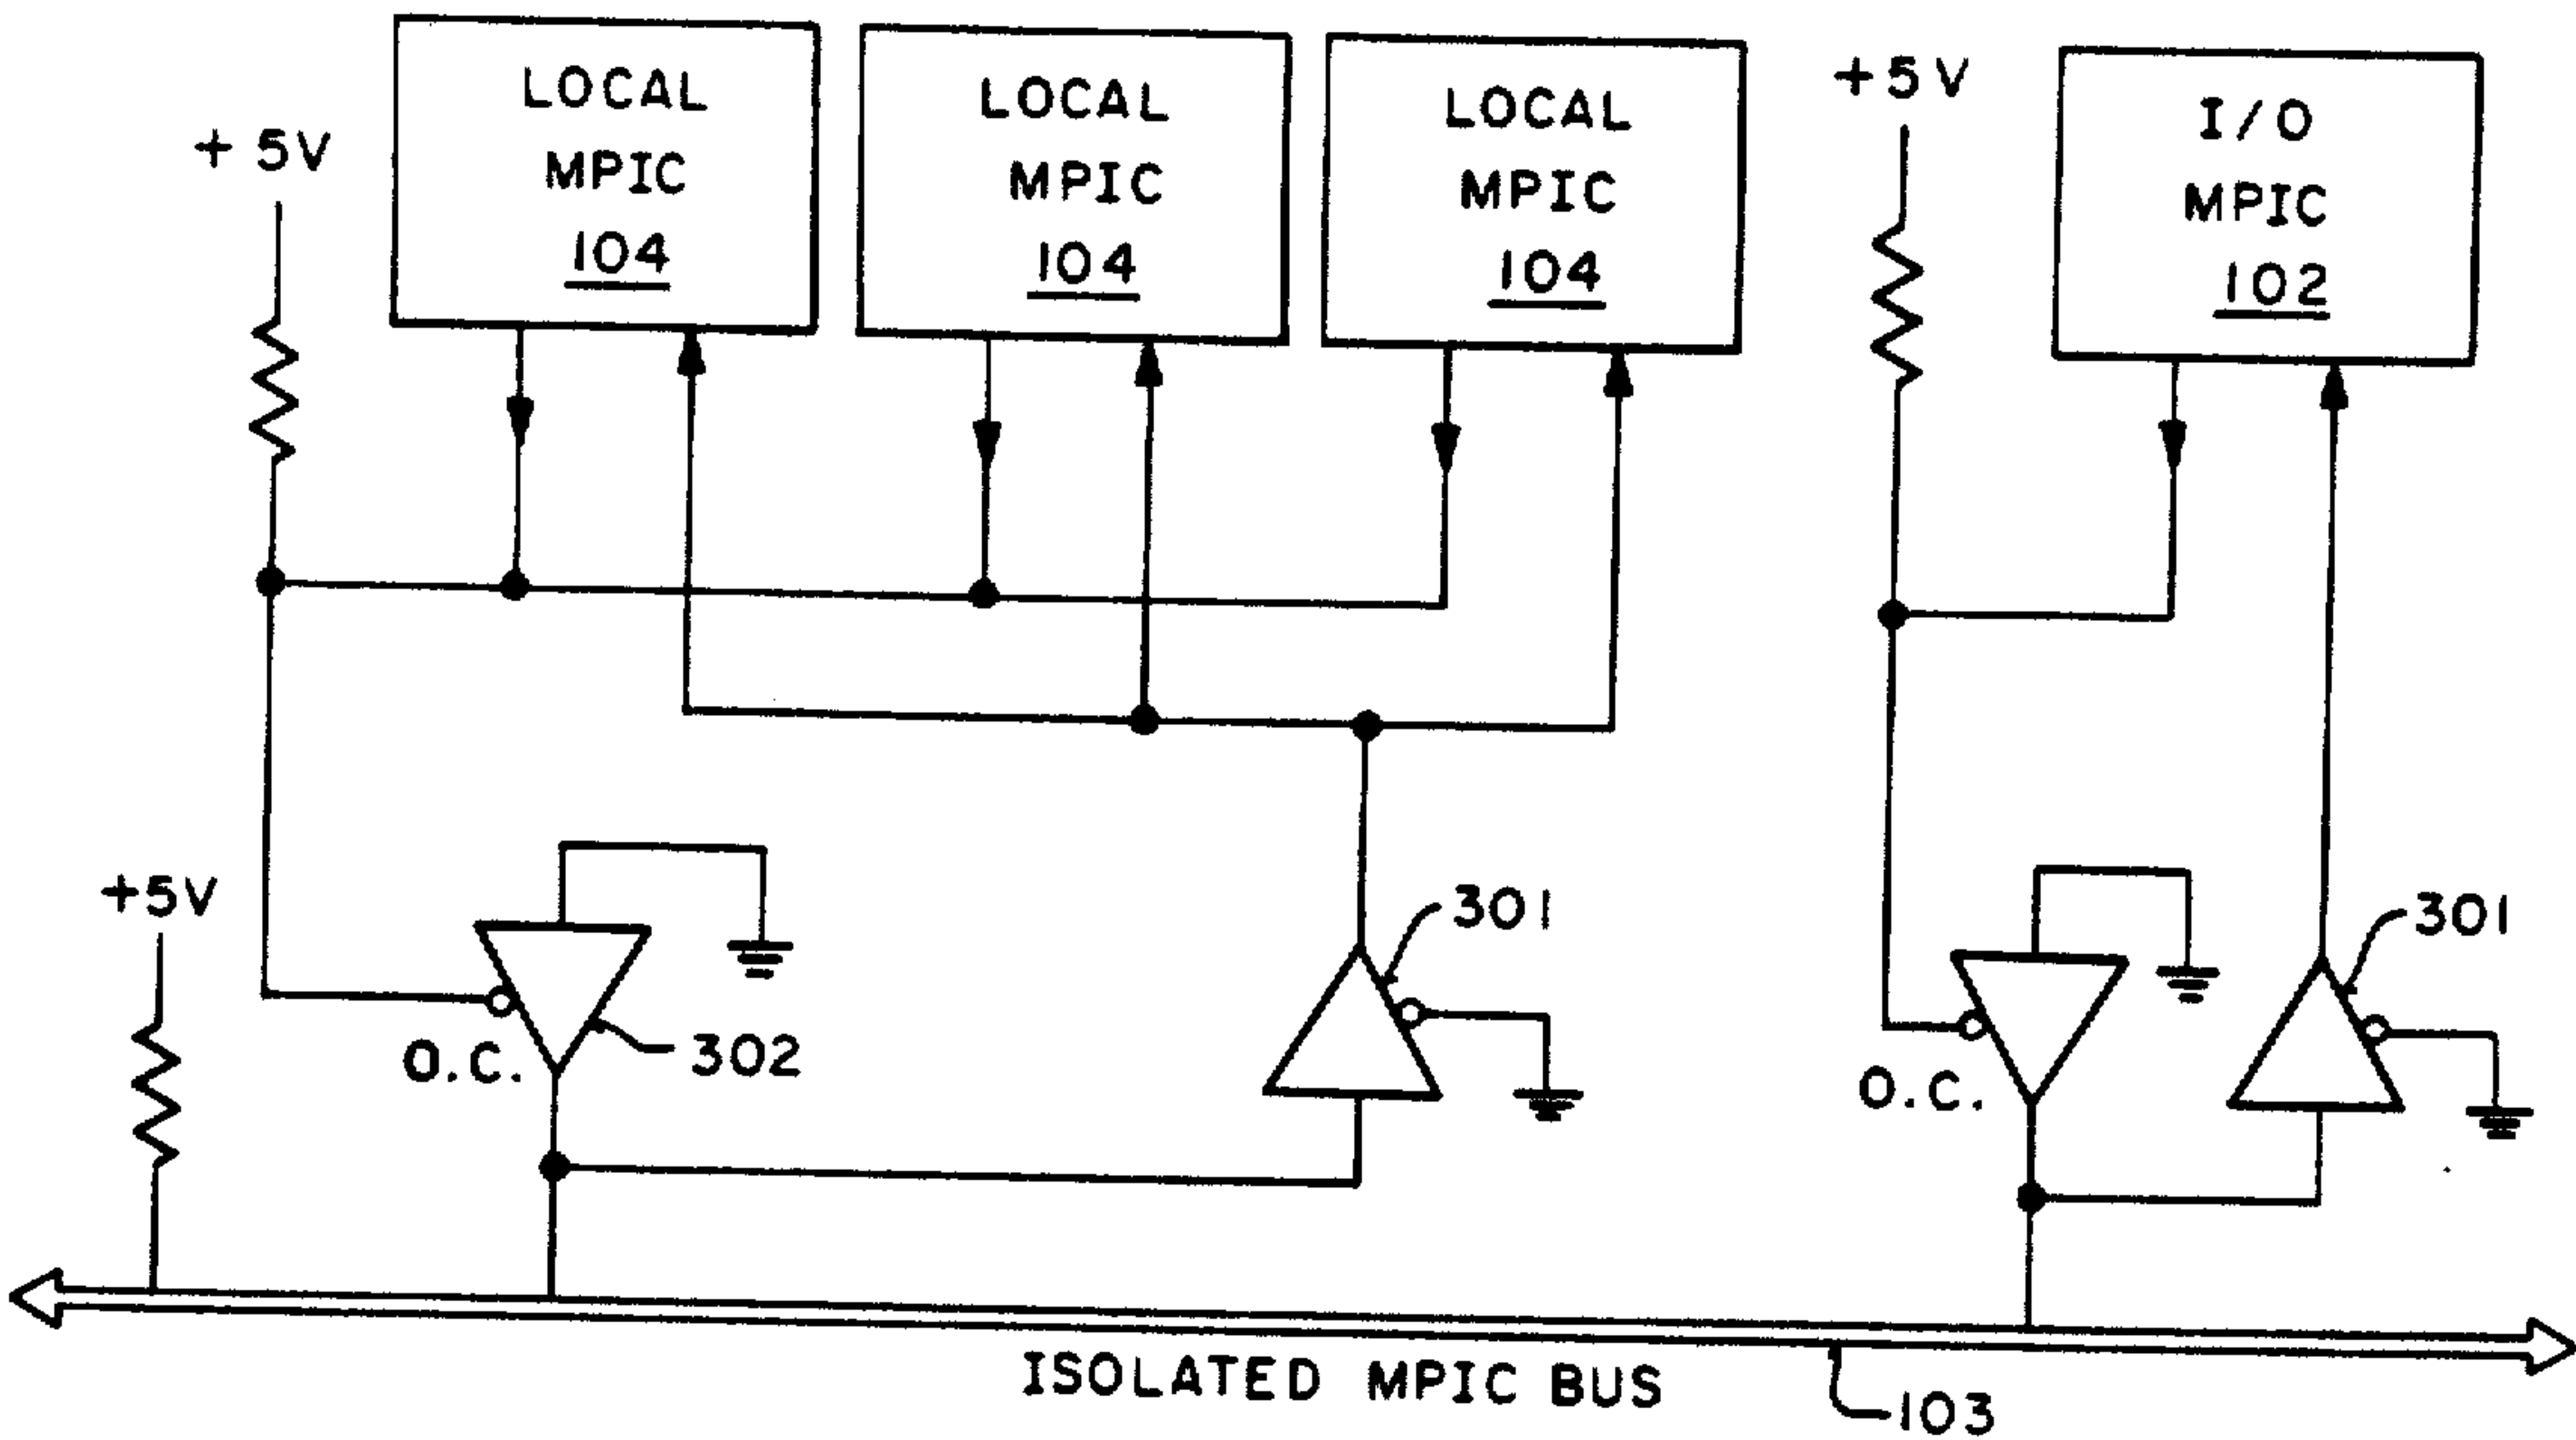 +5V
LOCAL
MPIC
104
LOCAL
MPIC
104
LOCAL
MPIC
104
+5V
I/O
MPIC
102
+5V
O.C.
302
301
O.C.
301
ISOLATED MPIC BUS
103